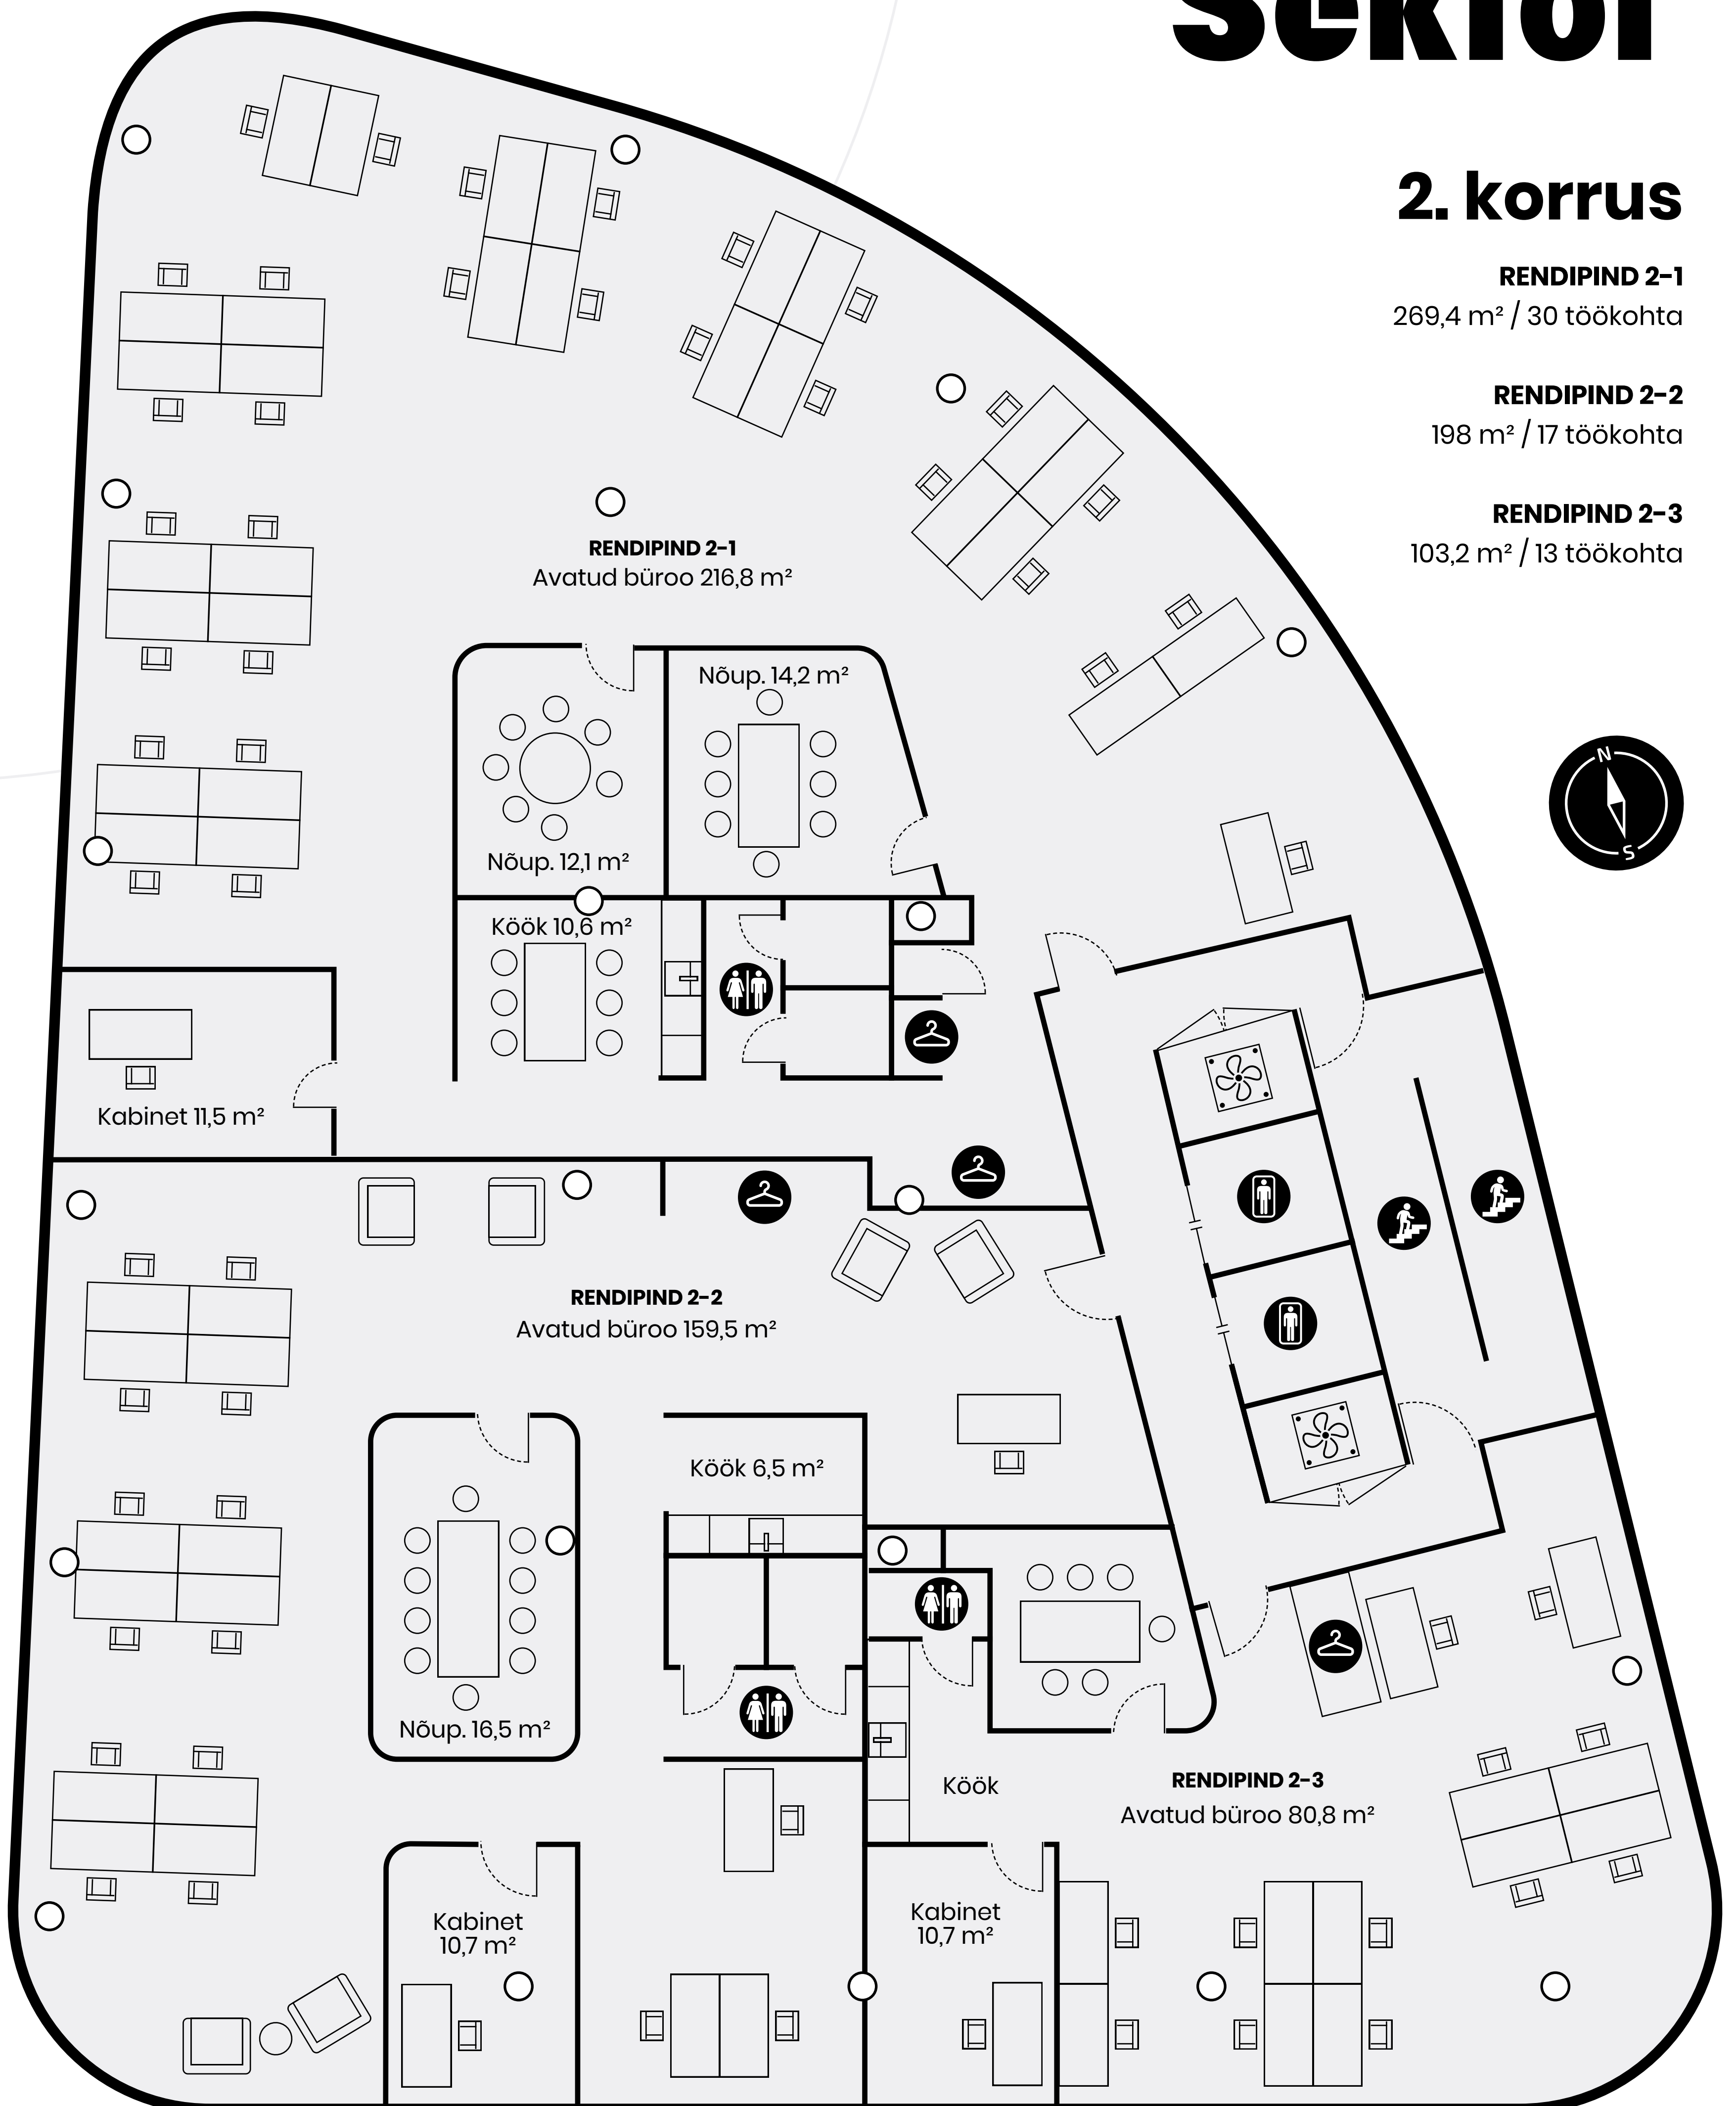 Sektor
2. korrus
RENDIPIND 2-1
269,4 m² / 30 töökohta
RENDIPIND 2-2
198 m² / 17 töökohta
RENDIPIND 2-3
103,2 m² / 13 töökohta
N
S
RENDIPIND 2-1
Avatud büroo 216,8 m²
Nõup. 14,2 m²
Nõup. 12,1 m²
Köök 10,6 m²
Kabinet 11,5 m²
RENDIPIND 2-2
Avatud büroo 159,5 m²
Köök 6,5 m²
Nõup. 16,5 m²
Köök
RENDIPIND 2-3
Avatud büroo 80,8 m²
Kabinet
10,7 m²
Kabinet
10,7 m²